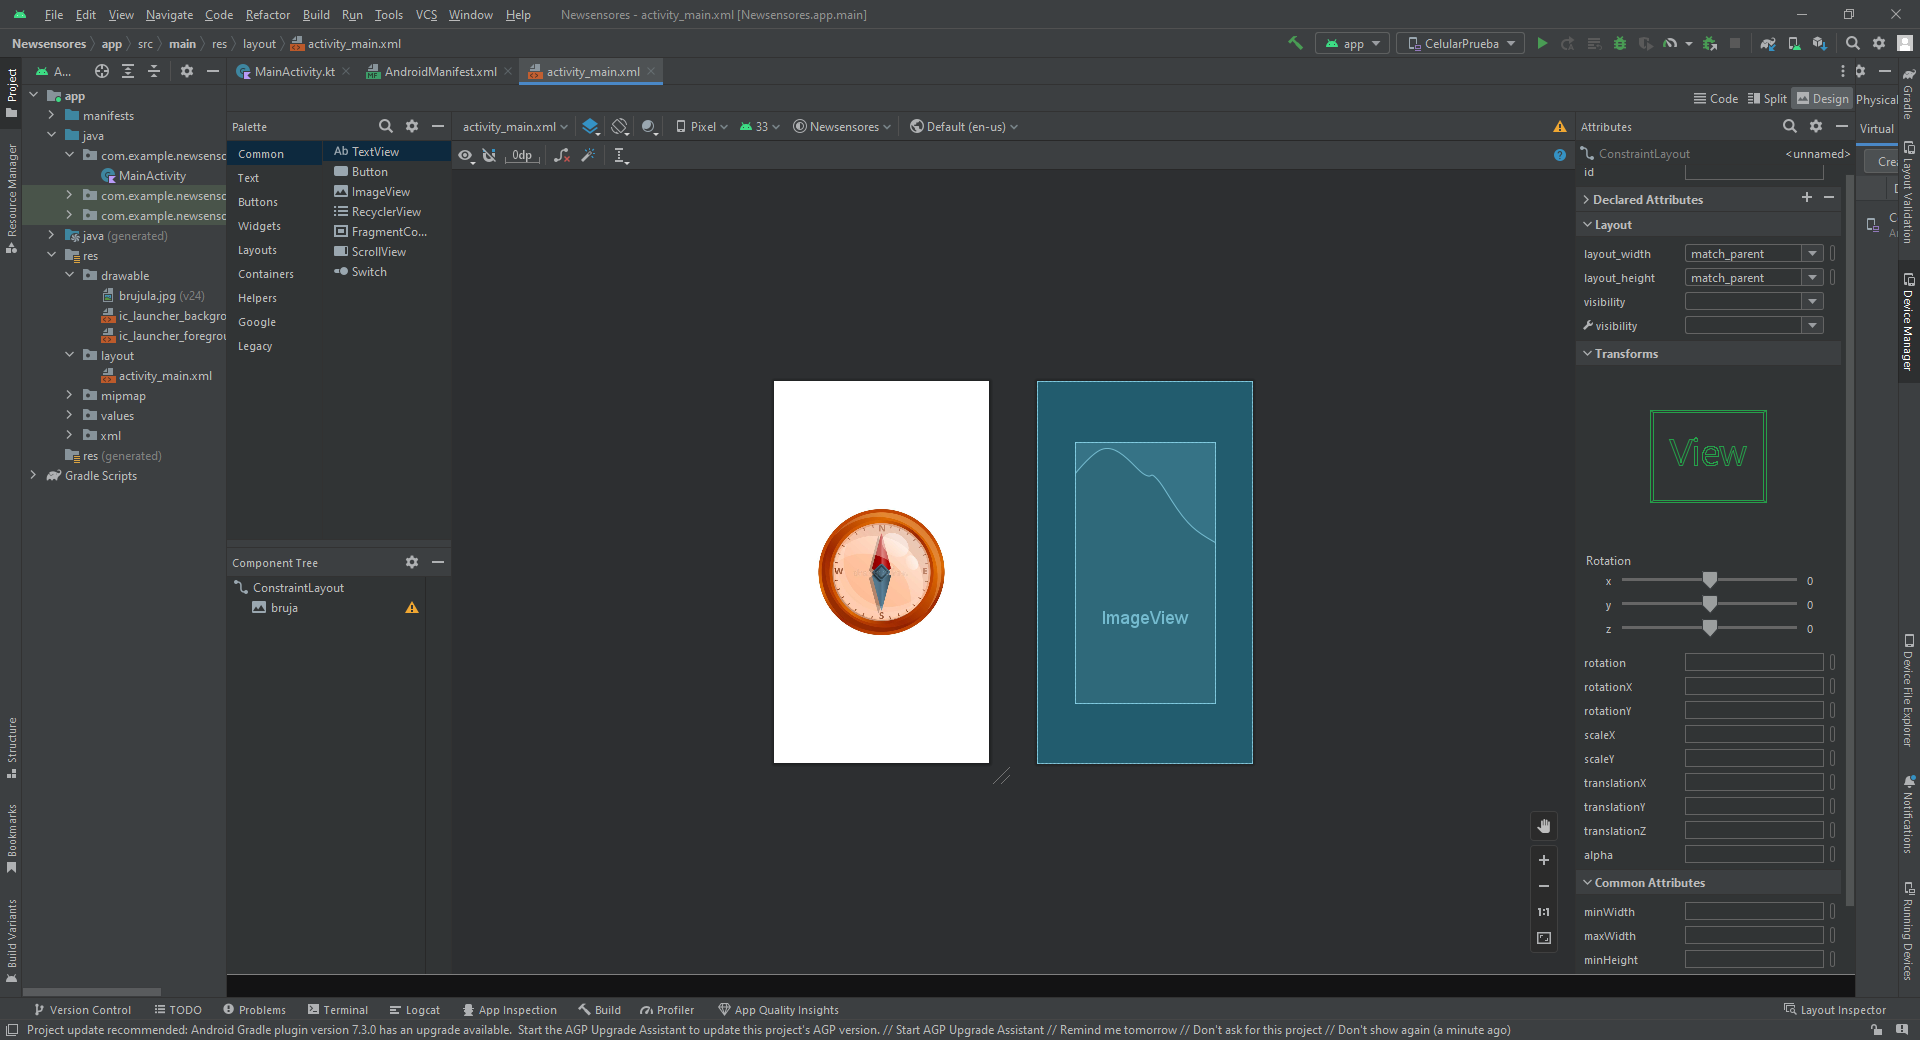 File Edit View Navigate Code Refactor Build Run Tools VCS Window Help Newsensores - activity_main.xml [Newsensores.app.main]
Newsensores app src main res layout activity_main.xml
app CelularPrueba
Project
A...
MainActivity.kt AndroidManifest.xml activity_main.xml
Code Split Design
Physical
Virtual
app
manifests
java
com.example.newsensc
MainActivity
com.example.newsensc
com.example.newsensc
java (generated)
res
drawable
brujula.jpg (v24)
ic_launcher_backgro
ic_launcher_foregrou
layout
activity_main.xml
mipmap
values
xml
res (generated)
Gradle Scripts
Resource Manager
Structure
Bookmarks
Build Variants
Palette
Common
Text
Buttons
Widgets
Layouts
Containers
Helpers
Google
Legacy
Ab TextView
Button
ImageView
RecyclerView
FragmentCo...
ScrollView
Switch
Component Tree
ConstraintLayout
bruja
activity_main.xml Pixel 33 Newsensores Default (en-us)
0dp
N
W E
S
ImageView
1:1
Attributes
ConstraintLayout <unnamed>
id
Declared Attributes
Layout
layout_width match_parent
layout_height match_parent
visibility
visibility
Transforms
View
Rotation
x 0
y 0
z 0
rotation
rotationX
rotationY
scaleX
scaleY
translationX
translationY
translationZ
alpha
Common Attributes
minWidth
maxWidth
minHeight
Cre
Gradle
Layout Validation
Device Manager
Device File Explorer
Notifications
Running Devices
Version Control TODO Problems Terminal Logcat App Inspection Build Profiler App Quality Insights Layout Inspector
Project update recommended: Android Gradle plugin version 7.3.0 has an upgrade available. Start the AGP Upgrade Assistant to update this project's AGP version. // Start AGP Upgrade Assistant // Remind me tomorrow // Don't ask for this project // Don't show again (a minute ago)